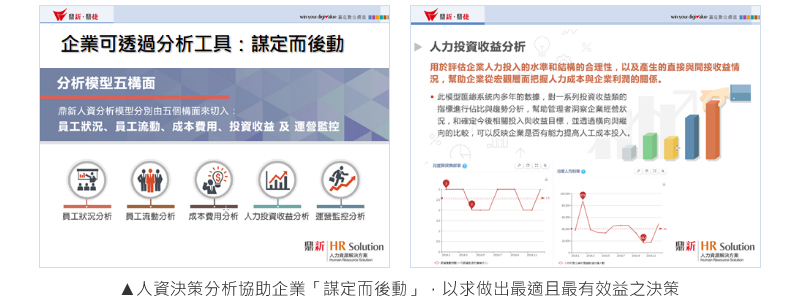 鼎新·鼎捷
win your digi+value 贏在數位價值
企業可透過分析工具：謀定而後動
分析模型五構面
鼎新人資分析模型分別由五個構面來切入：
員工狀況、員工流動、成本費用、投資收益 及 運營監控
員工狀況分析
員工流動分析
成本費用分析
人力投資收益分析
運營監控分析
鼎新 HR Solution
人力資源解決方案
Human Resource Solution
鼎新·鼎捷
win your digi+value 贏在數位價值
人力投資收益分析
用於評估企業人力投入的水準和結構的合理性，以及產生的直接與間接收益情
況，幫助企業從宏觀層面把握人力成本與企業利潤的關係。
• 此模型匯總系統內多年的數據，對一系列投資收益類的
指標進行佔比與趨勢分析，幫助管理者洞察企業經營狀
況，和確定今後相關投入與收益目標，並透過橫向與縱
向的比較，可以反映企業是否有能力提高人工成本投入。
鼎新 HR Solution
人力資源解決方案
Human Resource Solution
▲人資決策分析協助企業「謀定而後動」，以求做出最適且最有效益之決策